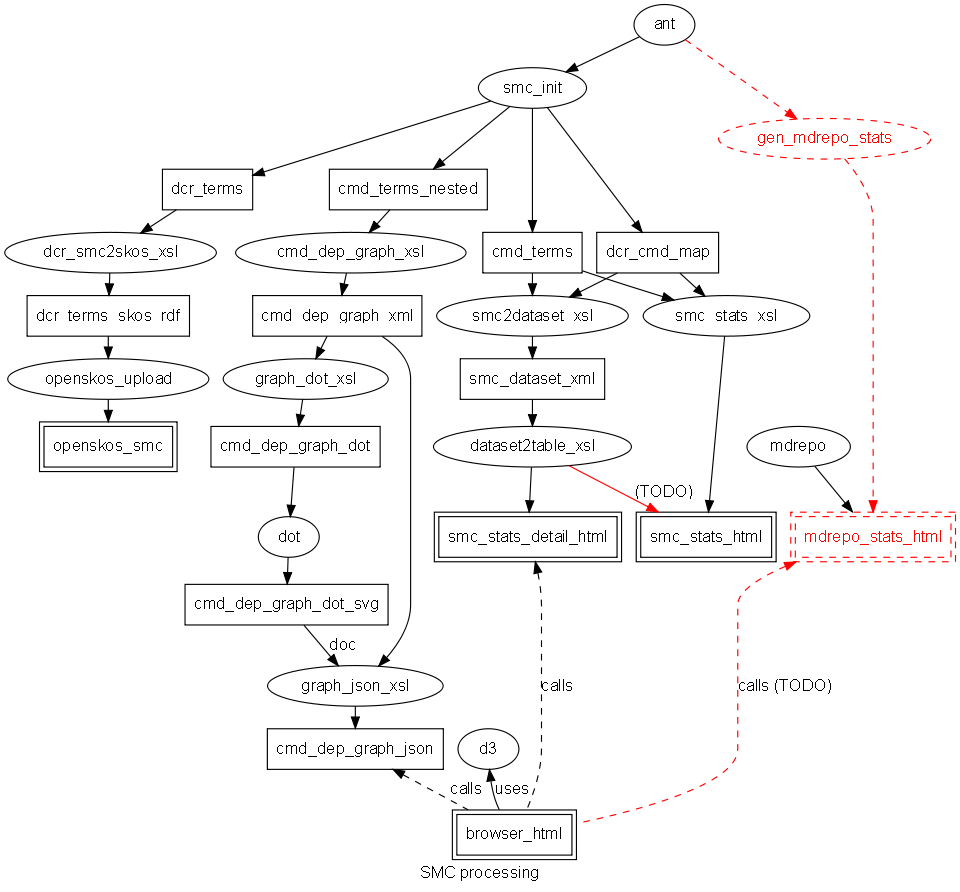 ant
smc_init
gen_mdrepo_stats
dcr_terms
cmd_terms_nested
dcr_smc2skos_xsl
cmd_dep_graph_xsl
cmd_terms
dcr_cmd_map
dcr_terms_skos_rdf
cmd_dep_graph_xml
smc2dataset_xsl
smc_stats_xsl
openskos_upload
graph_dot_xsl
smc_dataset_xml
openskos_smc
cmd_dep_graph_dot
dataset2table_xsl
mdrepo
(TODO)
dot
smc_stats_detail_html
smc_stats_html
mdrepo_stats_html
cmd_dep_graph_dot_svg
doc
graph_json_xsl
calls
calls (TODO)
cmd_dep_graph_json
d3
calls
uses
browser_html
SMC processing